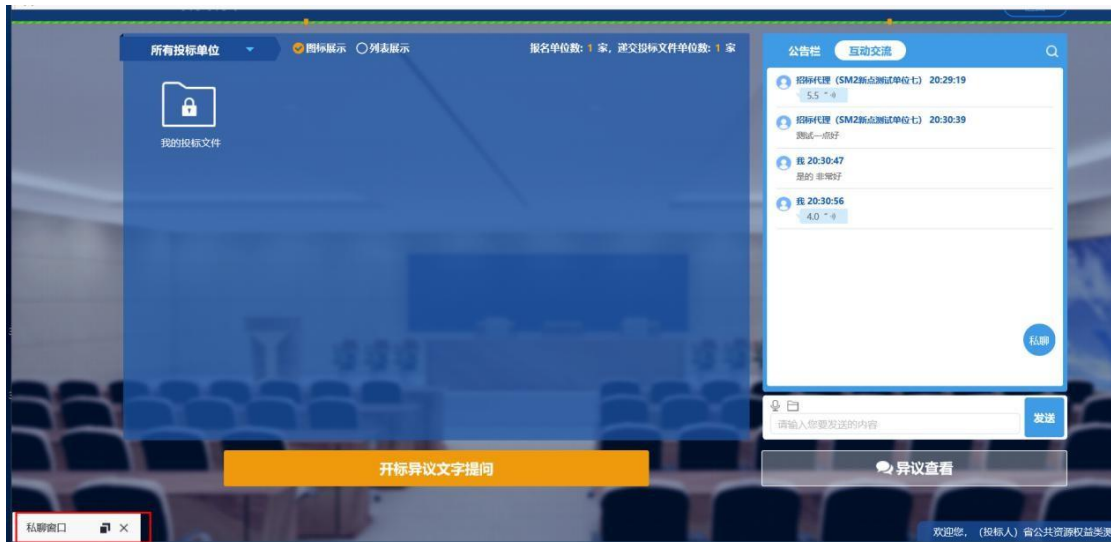 所有投标单位
图标展示 列表展示
报名单位数: 1 家, 递交投标文件单位数: 1 家
我的投标文件
公告栏 互动交流
招标代理（SM2新点测试单位七） 20:29:19
5.5 "
招标代理（SM2新点测试单位七） 20:30:39
测试一点好
我 20:30:47
是的 非常好
我 20:30:56
4.0 "
私聊
请输入您要发送的内容
发送
开标异议文字提问
异议查看
私聊窗口
欢迎您, （投标人）省公共资源权益类